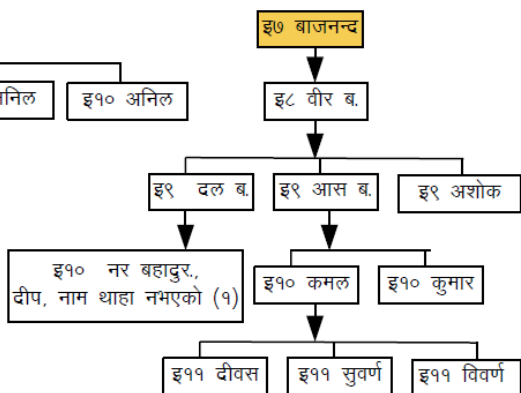 इ७ बाजनन्द
इ१० अनिल
इ८ वीर ब.
इ९ दल ब.
इ९ आस ब.
इ९ अशोक
इ१० नर बहादुर.,
दीप, नाम थाहा नभएको (१)
इ१० कमल
इ१० कुमार
इ११ दीवस
इ११ सुवर्ण
इ११ विवर्ण